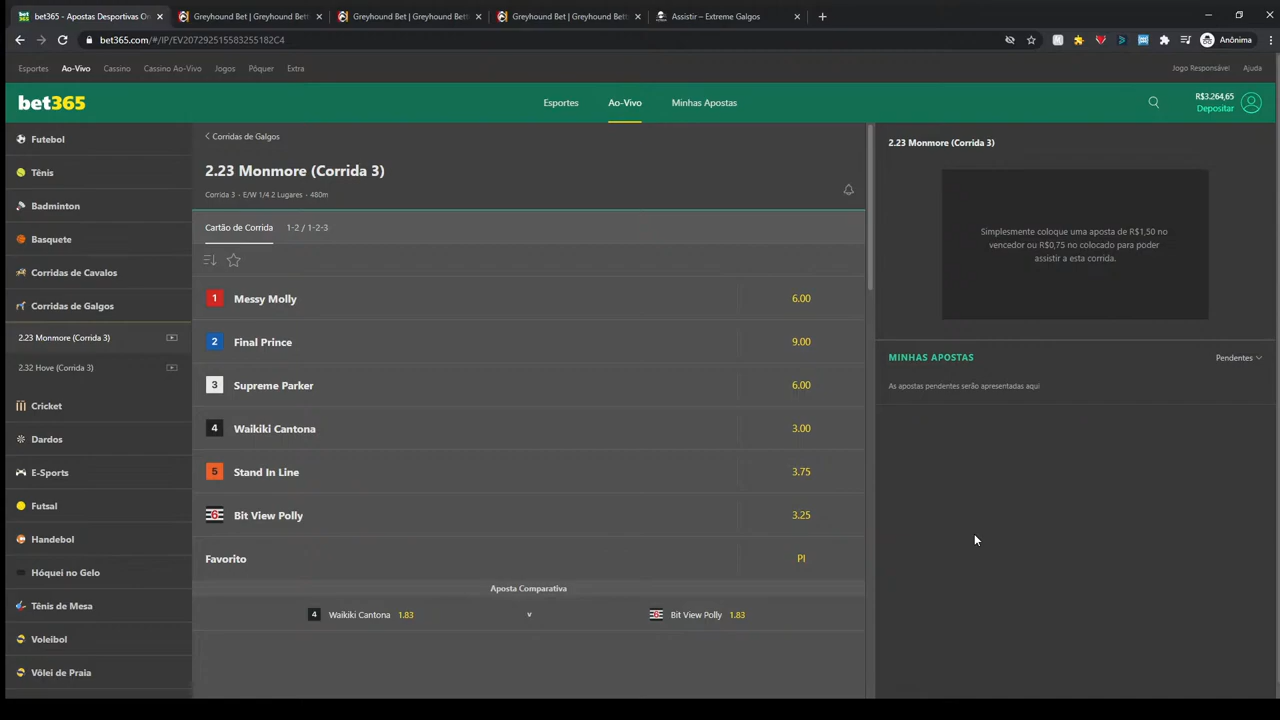 bet365 - Apostas Desportivas On
Greyhound Bet | Greyhound Bett
Greyhound Bet | Greyhound Bett
Greyhound Bet | Greyhound Bett
Assistir – Extreme Galgos
bet365.com/#/IP/EV207292515583255182C4
Anônima
Esportes
Ao-Vivo
Cassino
Cassino Ao-Vivo
Jogos
Pôquer
Extra
Jogo Responsável
Ajuda
bet365
Esportes
Ao-Vivo
Minhas Apostas
R$3.264,65
Depositar
Futebol
Tênis
Badminton
Basquete
Corridas de Cavalos
Corridas de Galgos
2.23 Monmore (Corrida 3)
2.32 Hove (Corrida 3)
Cricket
Dardos
E-Sports
Futsal
Handebol
Hóquei no Gelo
Tênis de Mesa
Voleibol
Vôlei de Praia
Corridas de Galgos
2.23 Monmore (Corrida 3)
Corrida 3 - E/W 1/4 2 Lugares - 480m
Cartão de Corrida
1-2 / 1-2-3
1 Messy Molly 6.00
2 Final Prince 9.00
3 Supreme Parker 6.00
4 Waikiki Cantona 3.00
5 Stand In Line 3.75
6 Bit View Polly 3.25
Favorito PI
Aposta Comparativa
4 Waikiki Cantona 1.83 v 6 Bit View Polly 1.83
2.23 Monmore (Corrida 3)
Simplesmente coloque uma aposta de R$1,50 no
vencedor ou R$0,75 no colocado para poder
assistir a esta corrida.
MINHAS APOSTAS
Pendentes
As apostas pendentes serão apresentadas aqui